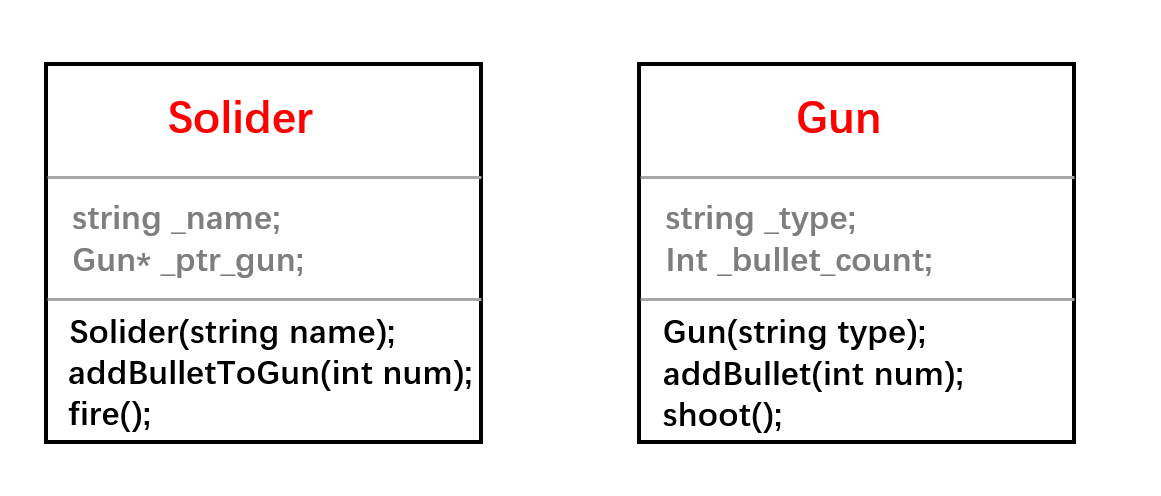 Solider
string _name;
Gun* _ptr_gun;
Solider(string name);
addBulletToGun(int num);
fire();
Gun
string _type;
Int _bullet_count;
Gun(string type);
addBullet(int num);
shoot();